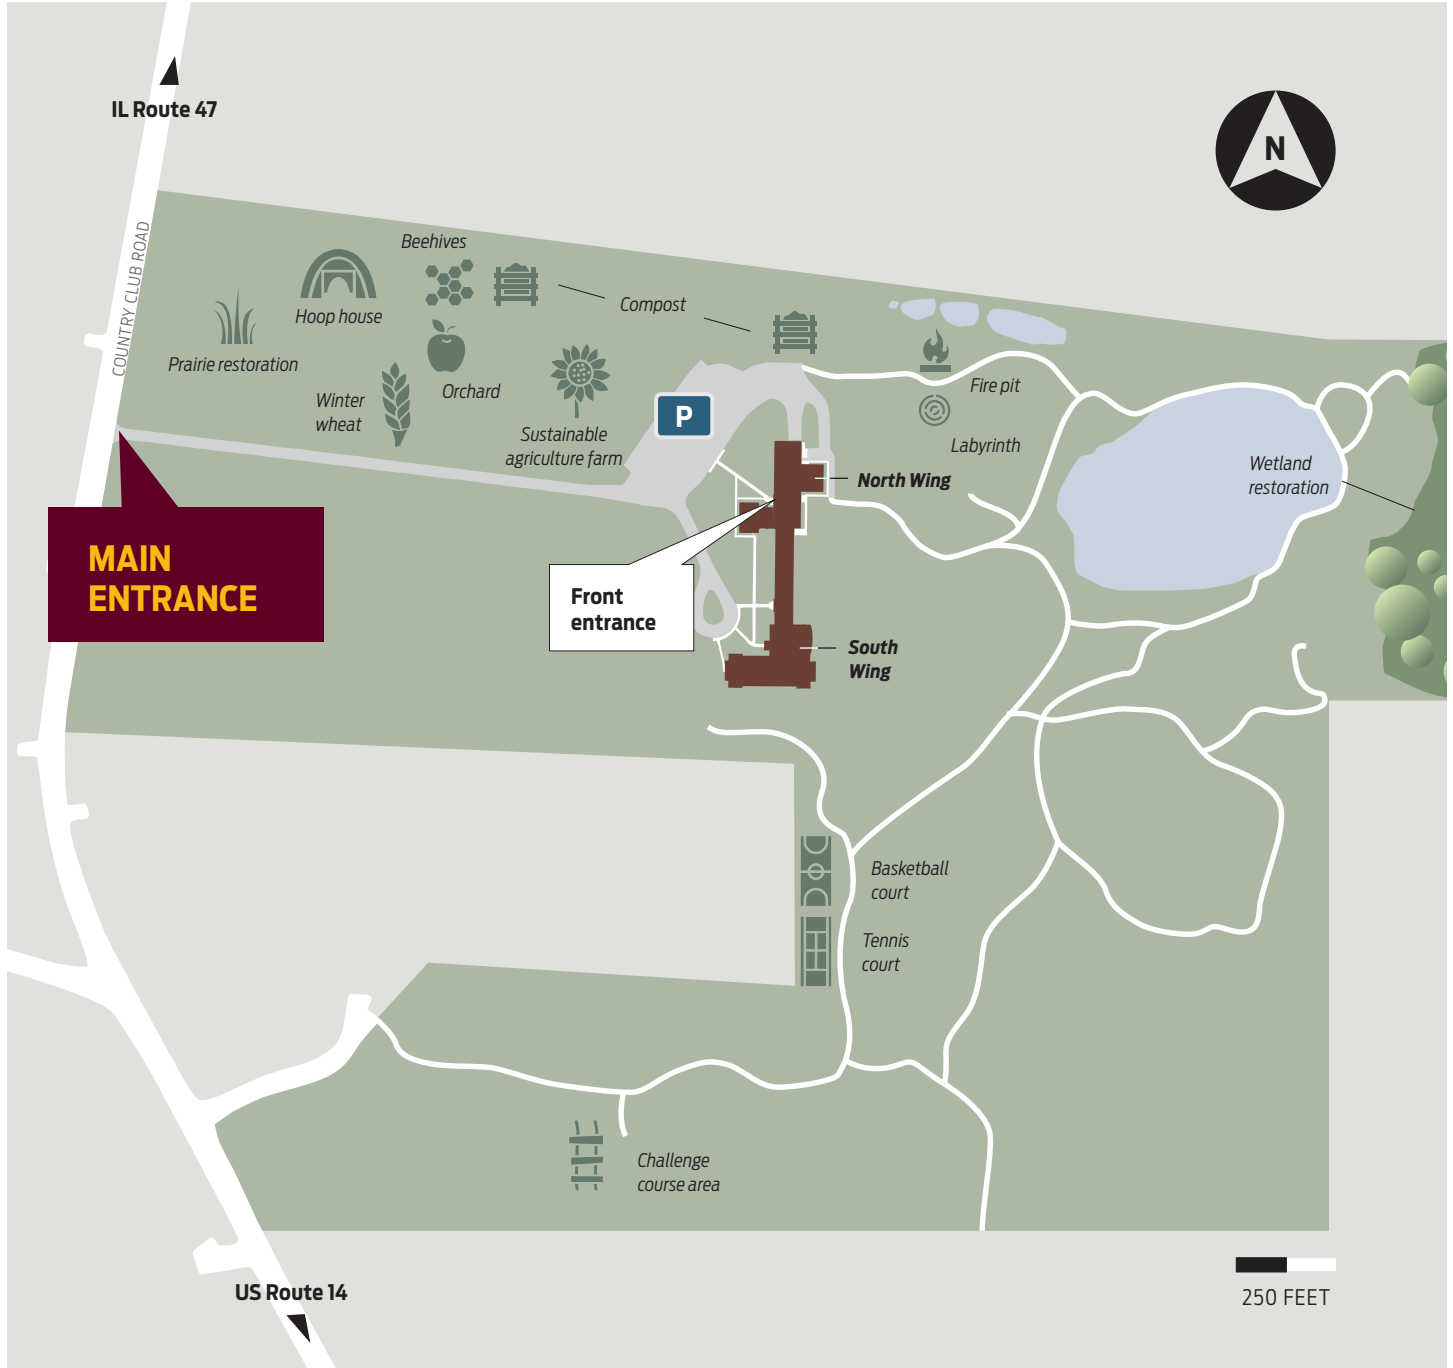 IL Route 47
N
COUNTRY CLUB ROAD
Beehives
Compost
Hoop house
Prairie restoration
Orchard
Winter
wheat
Sustainable
agriculture farm
P
Fire pit
Labyrinth
North Wing
Wetland
restoration
MAIN
ENTRANCE
Front
entrance
South
Wing
Basketball
court
Tennis
court
Challenge
course area
US Route 14
250 FEET